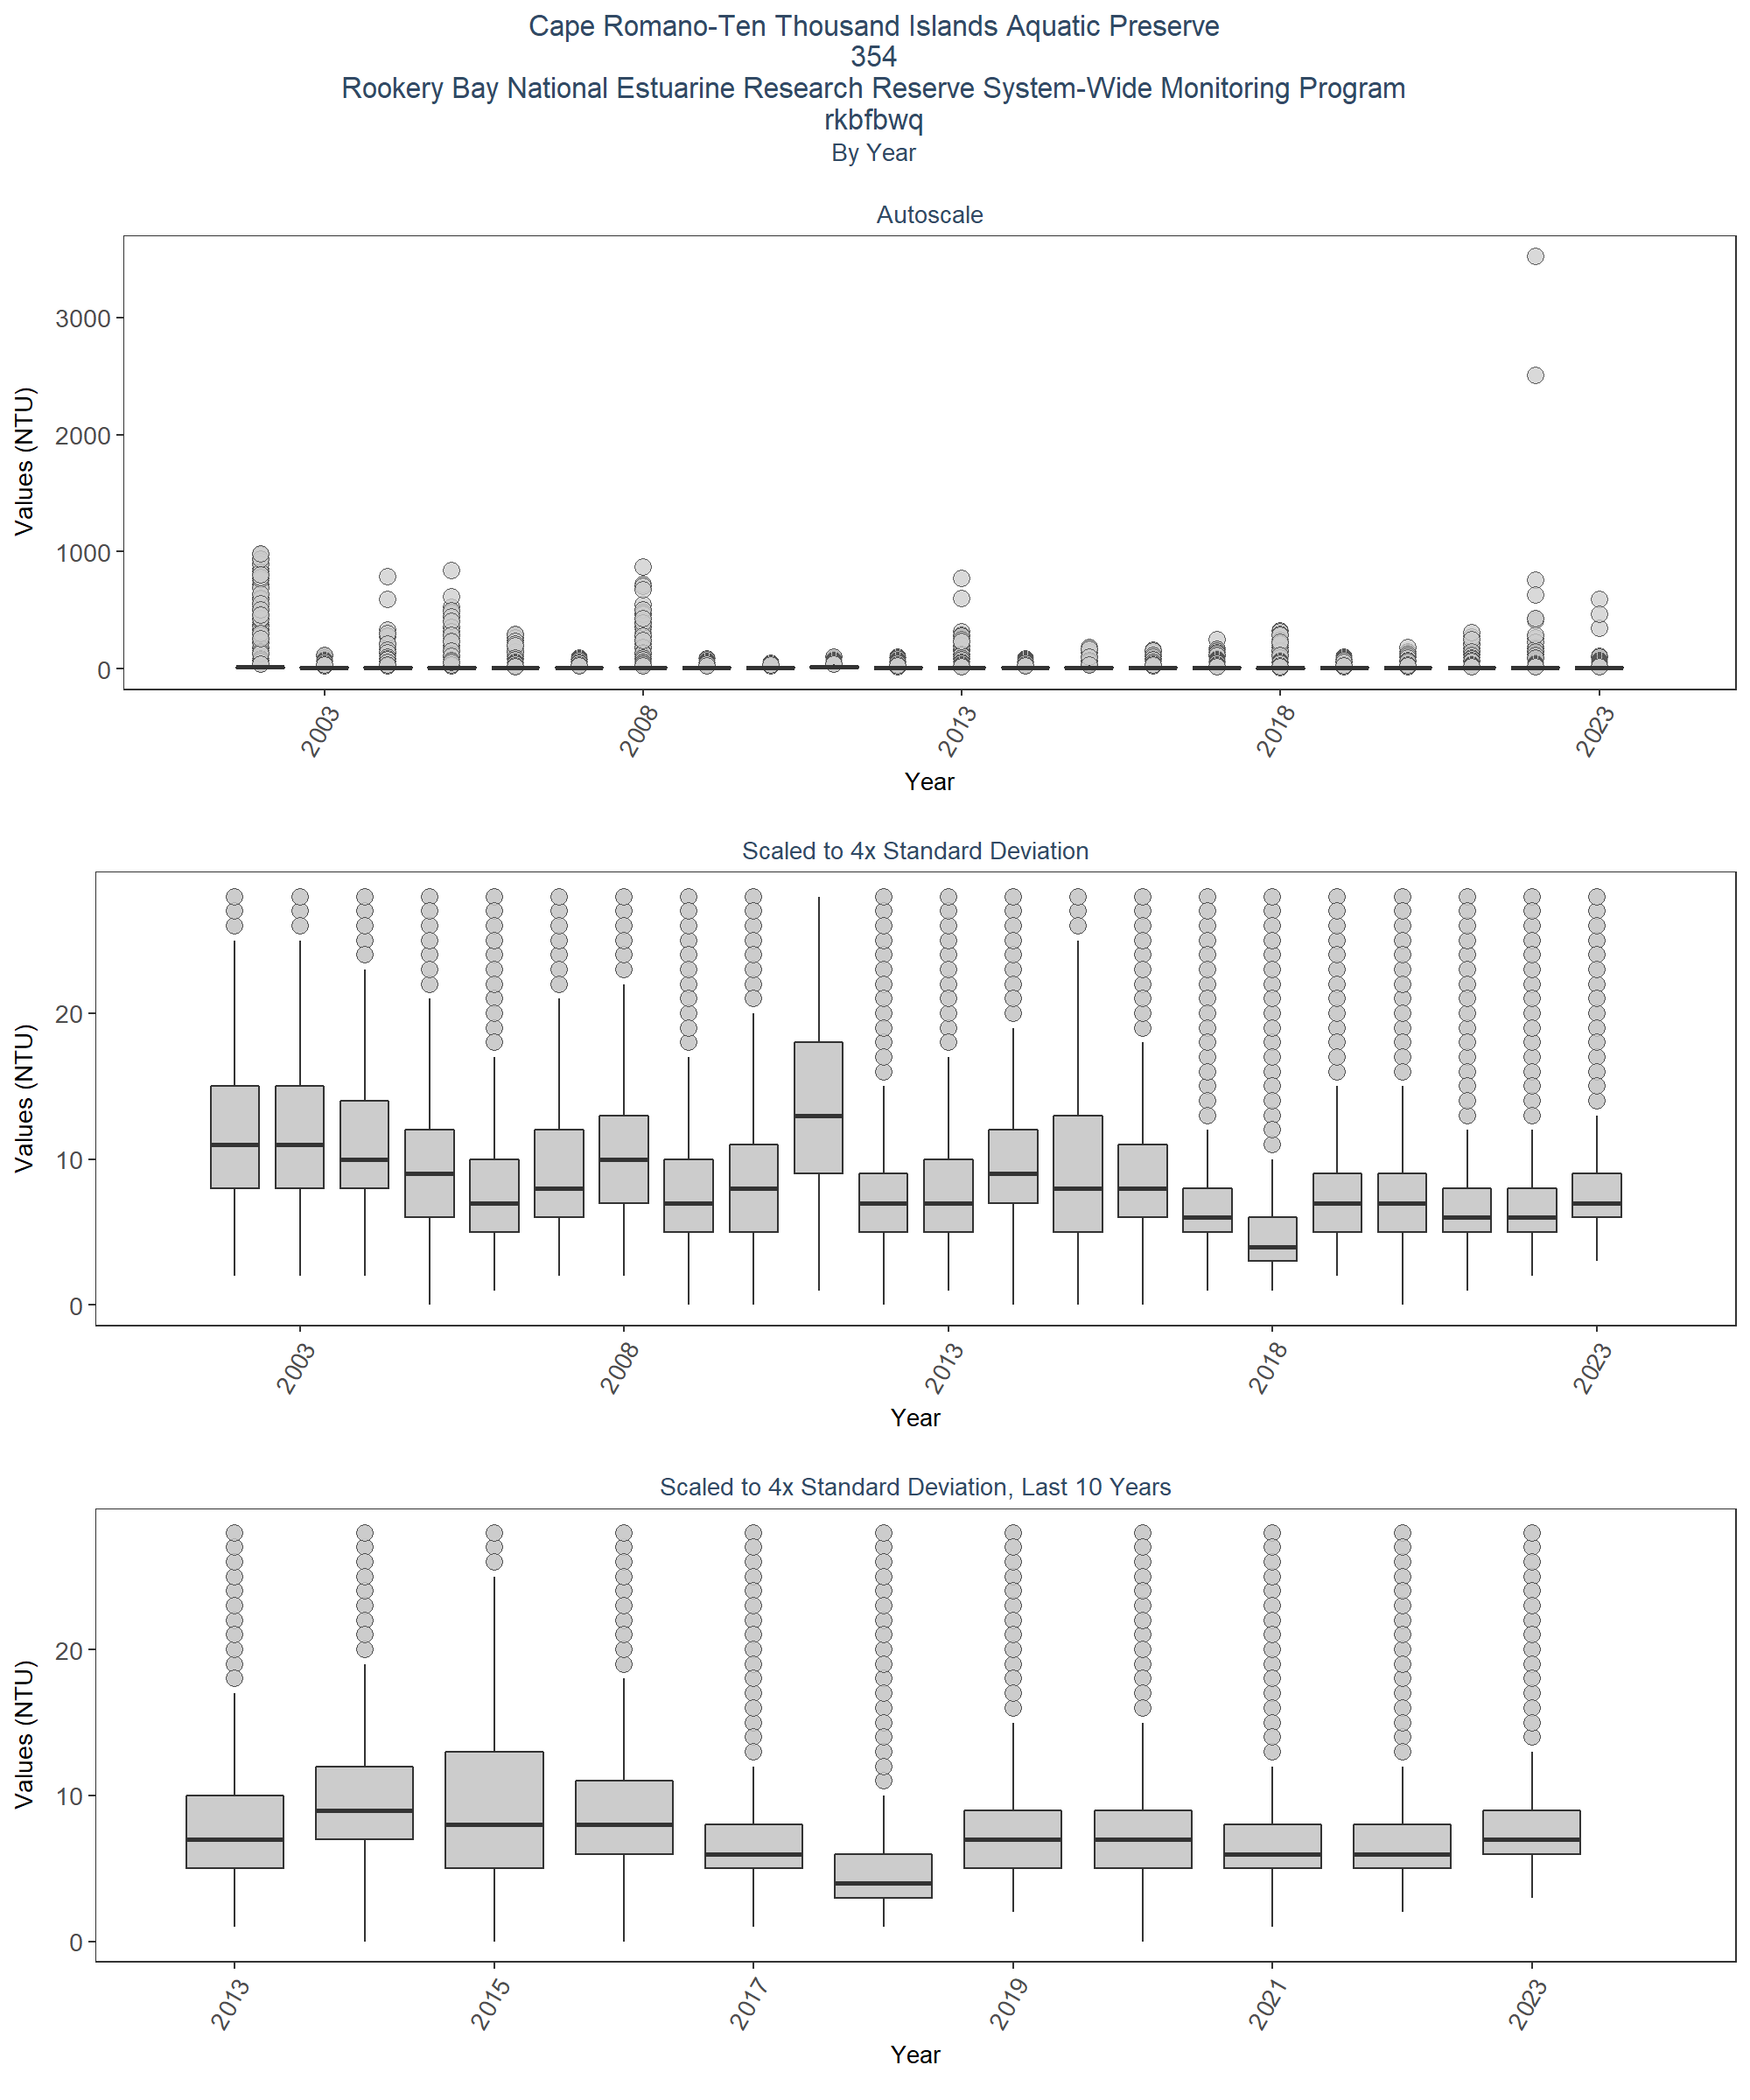 Cape Romano-Ten Thousand Islands Aquatic Preserve
354
Rookery Bay National Estuarine Research Reserve System-Wide Monitoring Program
rkbfbwq
By Year
Autoscale
Values (NTU)
3000
2000
1000
0
2003
2008
2013
2018
2023
Year
Scaled to 4x Standard Deviation
Values (NTU)
20
10
0
2003
2008
2013
2018
2023
Year
Scaled to 4x Standard Deviation, Last 10 Years
Values (NTU)
20
10
0
2013
2015
2017
2019
2021
2023
Year